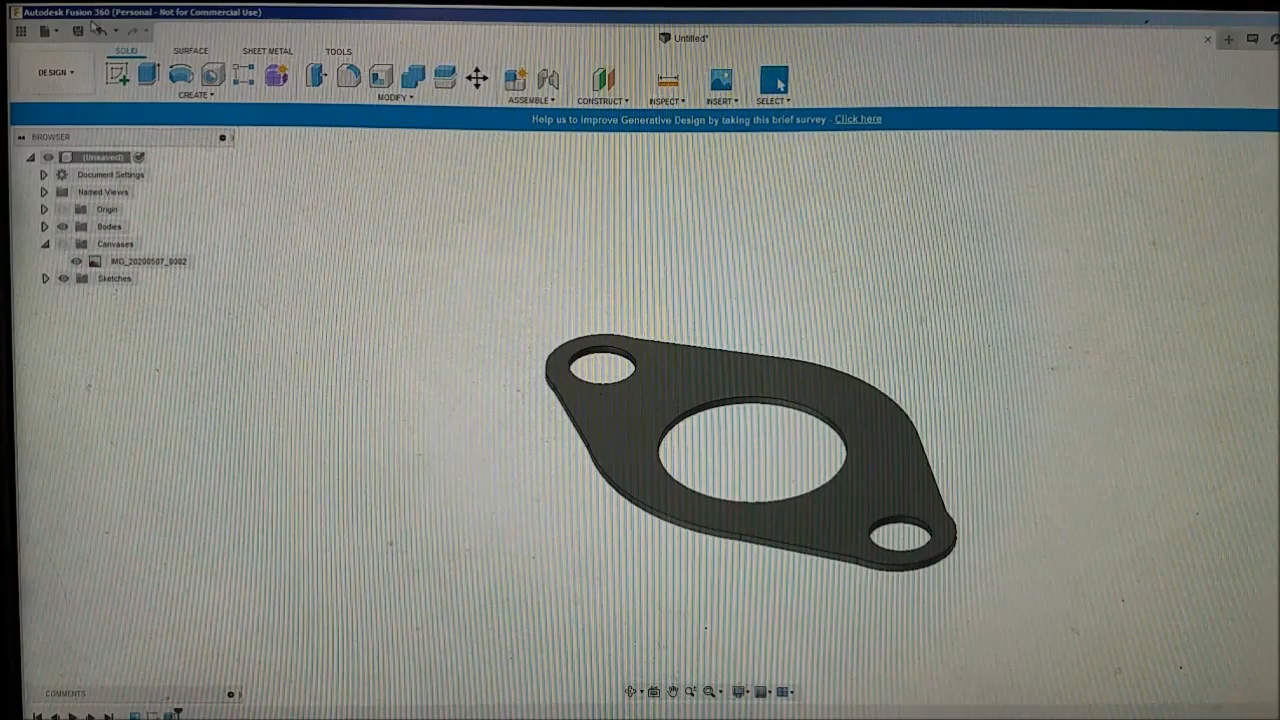 Autodesk Fusion 360 (Personal - Not for Commercial Use)
Untitled*
DESIGN
SOLID SURFACE SHEET METAL TOOLS
CREATE MODIFY ASSEMBLE CONSTRUCT INSPECT INSERT SELECT
Help us to improve Generative Design by taking this brief survey - Click here
BROWSER
(Unsaved)
Document Settings
Named Views
Origin
Bodies
Canvases
IMG_20200507_0002
Sketches
COMMENTS